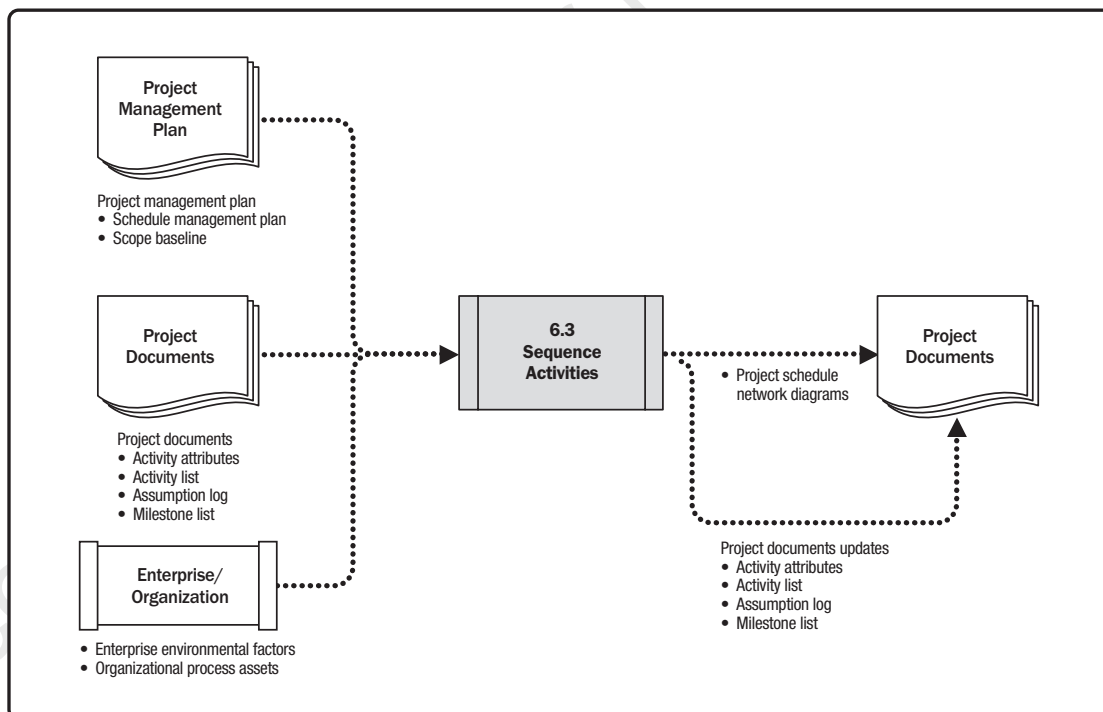 Project
Management
Plan
Project management plan
• Schedule management plan
• Scope baseline
Project
Documents
Project documents
• Activity attributes
• Activity list
• Assumption log
• Milestone list
Enterprise/
Organization
• Enterprise environmental factors
• Organizational process assets
6.3
Sequence
Activities
• Project schedule
network diagrams
Project
Documents
Project documents updates
• Activity attributes
• Activity list
• Assumption log
• Milestone list